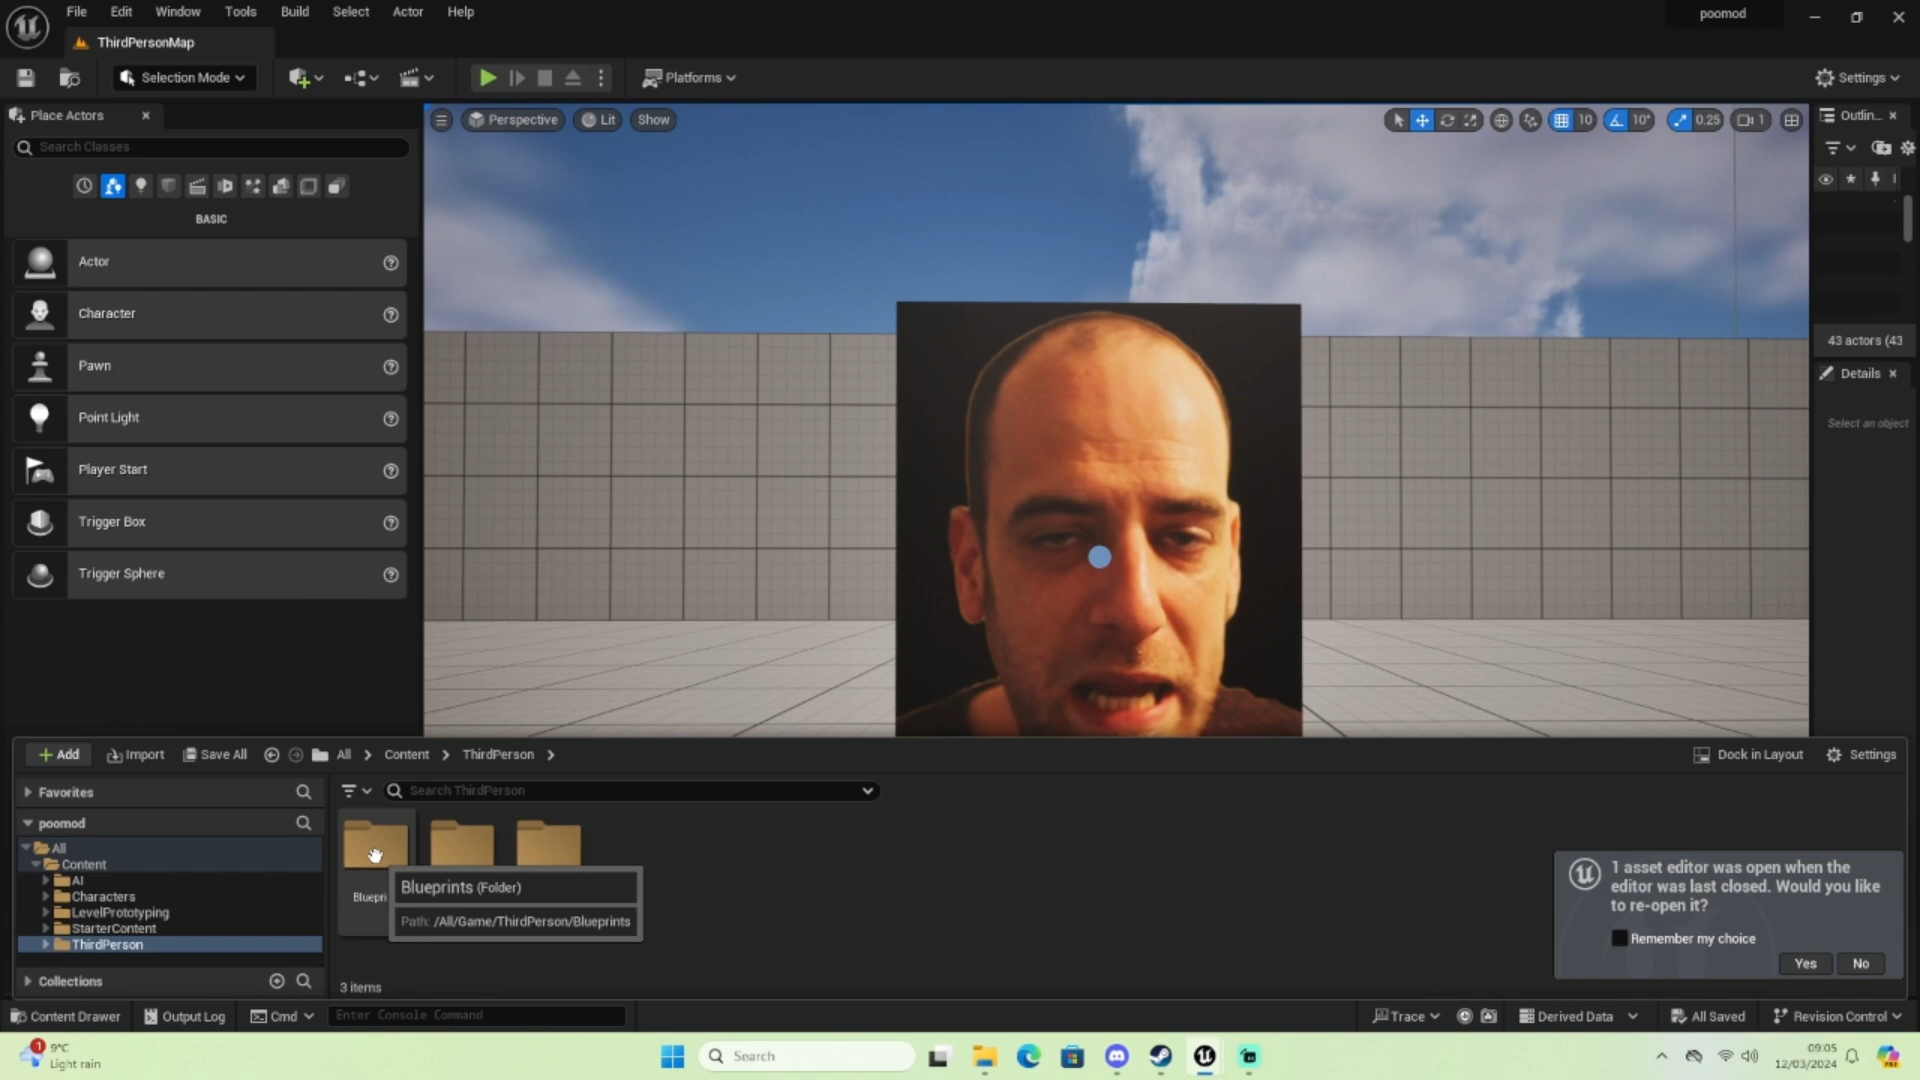 File Edit Window Tools Build Select Actor Help
poomod
ThirdPersonMap
Selection Mode
Platforms
Settings
Place Actors
Search Classes
BASIC
Actor
Character
Pawn
Point Light
Player Start
Trigger Box
Trigger Sphere
Perspective
Lit
Show
10
10°
0.25
1
Outlin...
43 actors (43
Details
Select an object
Add
Import
Save All
All
Content
ThirdPerson
Dock in Layout
Settings
Favorites
poomod
All
Content
AI
Characters
LevelPrototyping
StarterContent
ThirdPerson
Collections
Search ThirdPerson
Bluepri
Blueprints (Folder)
Path: /All/Game/ThirdPerson/Blueprints
3 items
1 asset editor was open when the
editor was last closed. Would you like
to re-open it?
Remember my choice
Yes
No
Content Drawer
Output Log
Cmd
Enter Console Command
Trace
Derived Data
All Saved
Revision Control
1
9°C
Light rain
Search
09:05
12/03/2024